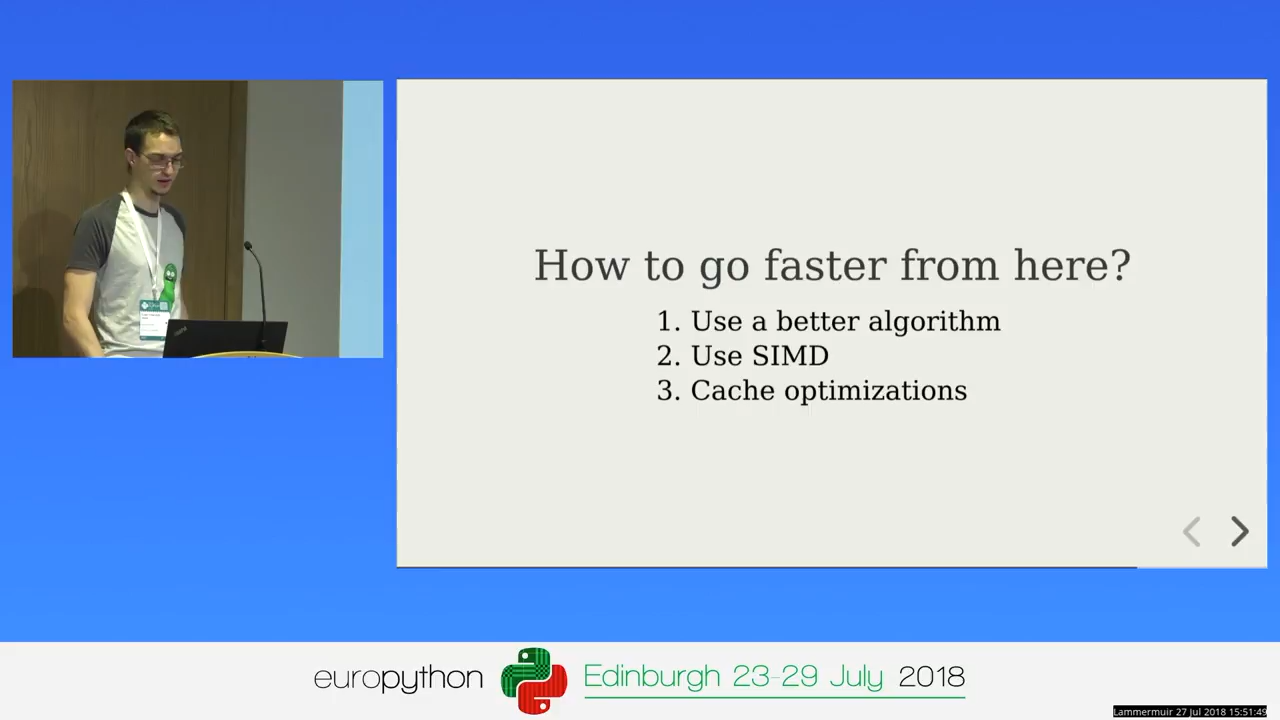 How to go faster from here?
1. Use a better algorithm
2. Use SIMD
3. Cache optimizations
europython Edinburgh 23-29 July 2018
Lammermuir 27 Jul 2018 15:51:49